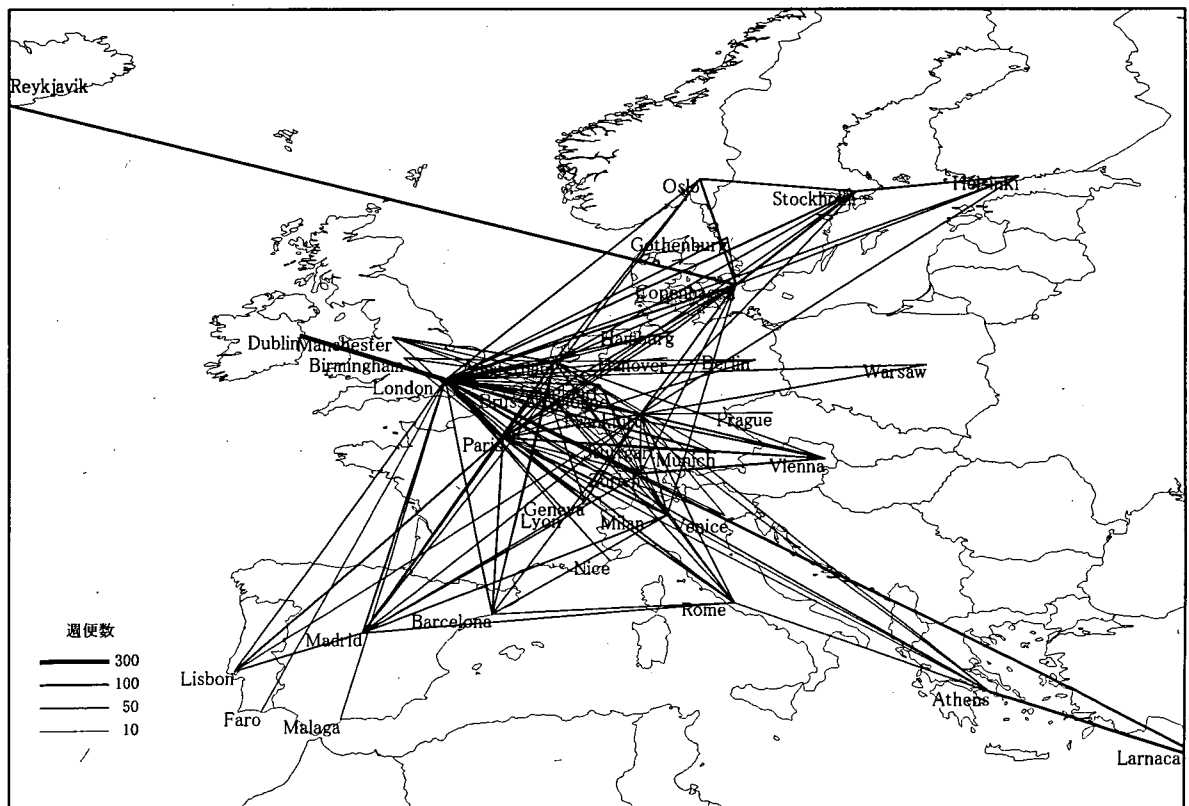 Reykjavik
Oslo
Helsinki
Stockholm
Gothenburg
Copenhagen
Dublin
Manchester
Hamburg
Birmingham
Hanover
Berlin
London
Warsaw
Prague
Paris
Munich
Vienna
Geneva
Lyon
Milan
Venice
Nice
Rome
Barcelona
Madrid
Lisbon
Faro
Malaga
Athens
Larnaca
週便数
300
100
50
10